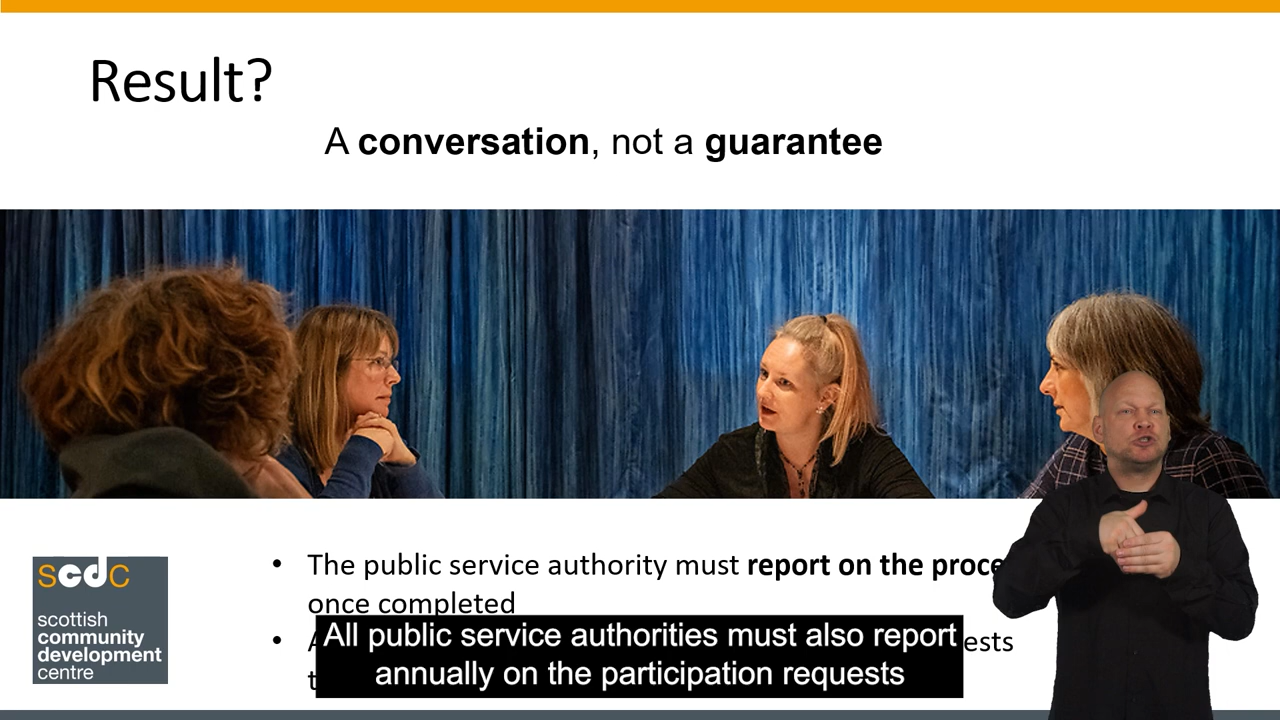 Result?
A conversation, not a guarantee
• The public service authority must report on the proce
once completed
• A
ests
All public service authorities must also report
annually on the participation requests
t
scdc
scottish
community
development
centre